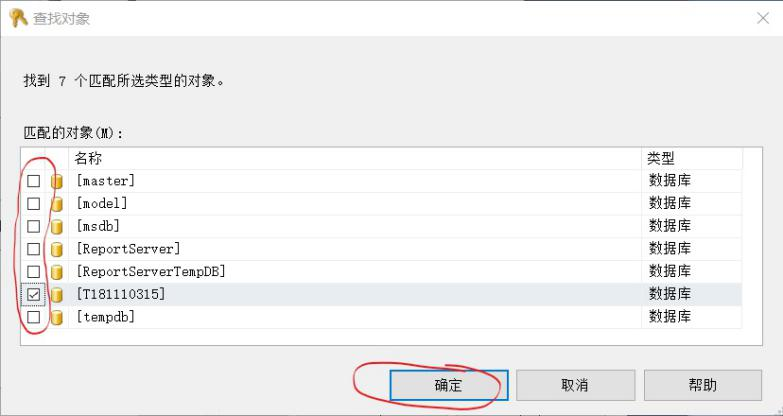 查找对象
找到 7 个匹配所选类型的对象。
匹配的对象(M):
名称 类型
[master] 数据库
[model] 数据库
[msdb] 数据库
[ReportServer] 数据库
[ReportServerTempDB] 数据库
[T181110315] 数据库
[tempdb] 数据库
确定 取消 帮助